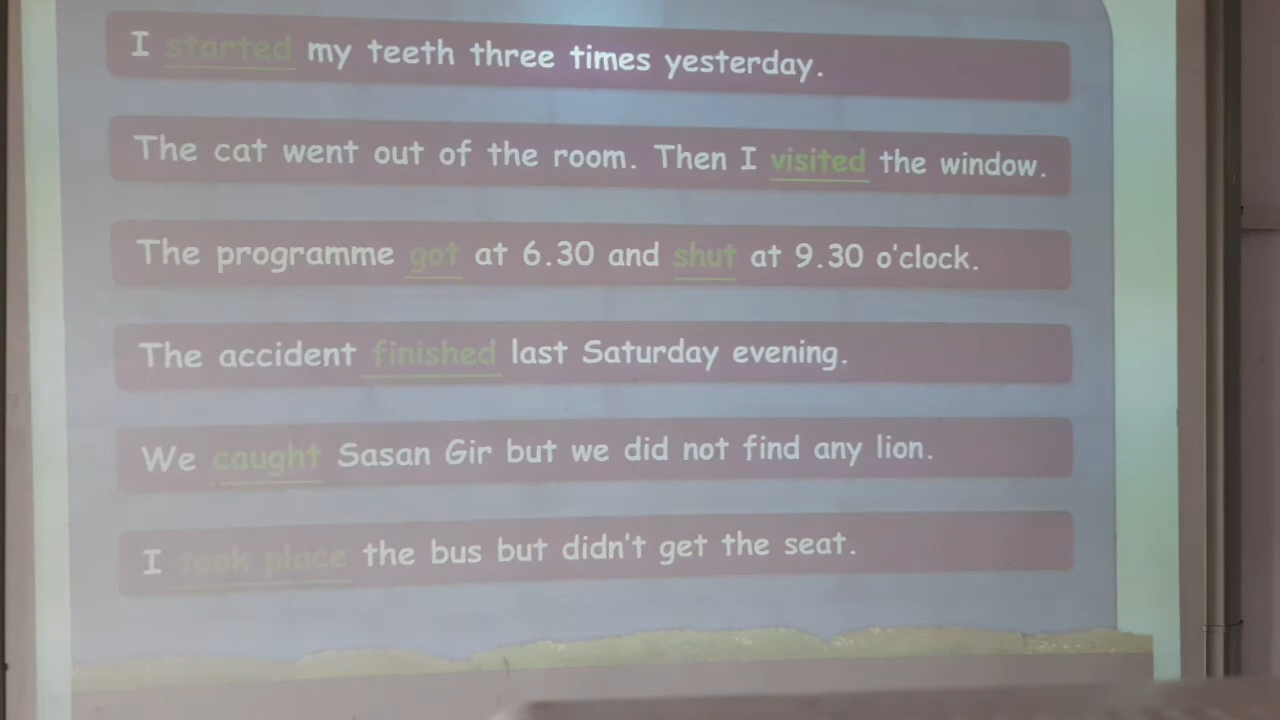 I started my teeth three times yesterday.
The cat went out of the room. Then I visited the window.
The programme got at 6.30 and shut at 9.30 o'clock.
The accident finished last Saturday evening.
We caught Sasan Gir but we did not find any lion.
I took place the bus but didn't get the seat.